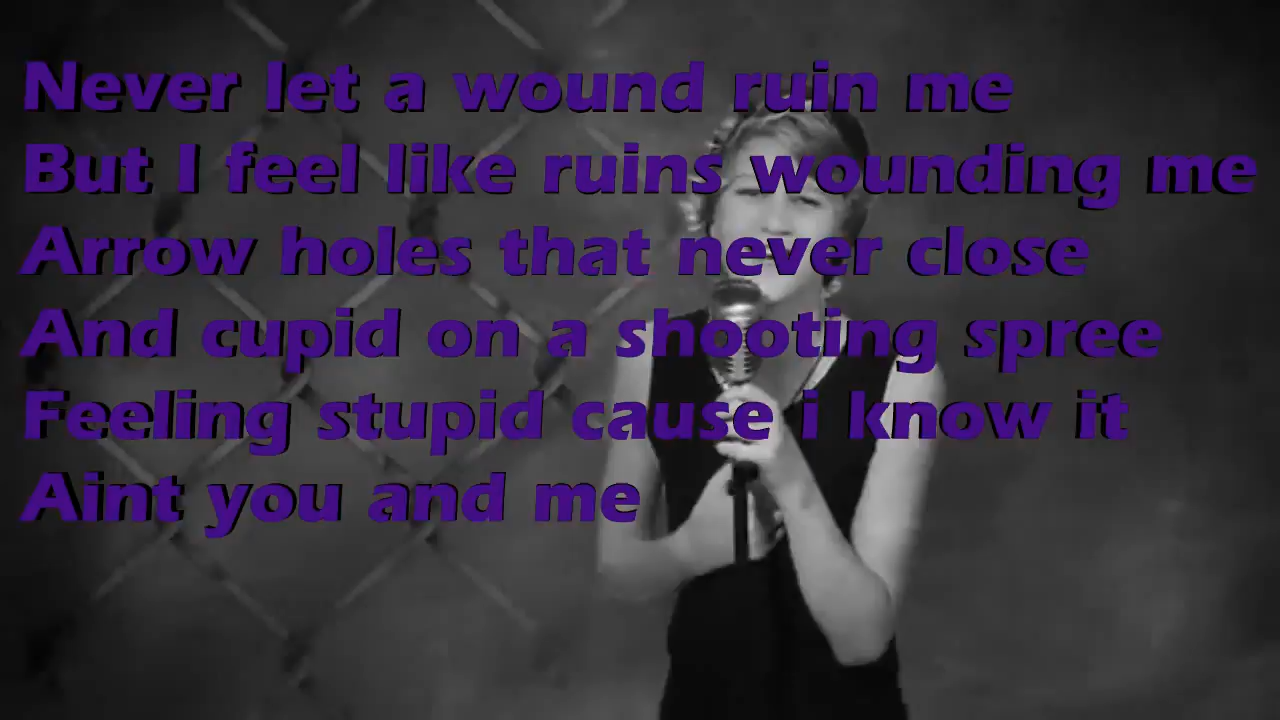 Never let a wound ruin me
But I feel like ruins wounding me
Arrow holes that never close
And cupid on a shooting spree
Feeling stupid cause i know it
Aint you and me